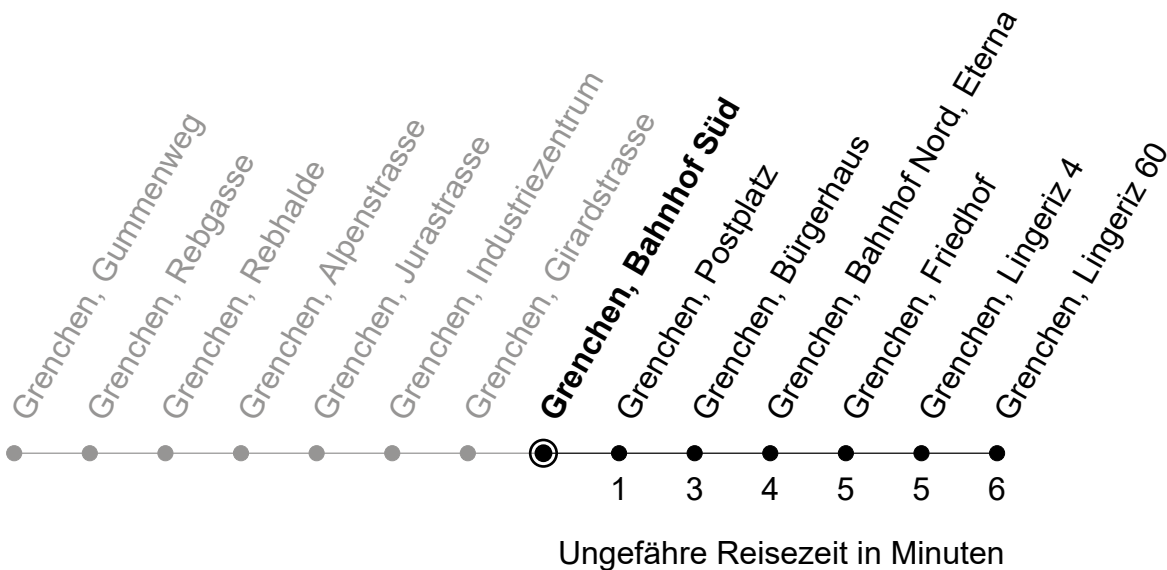 Grenchen, Gummenweg
Grenchen, Rebgasse
Grenchen, Rebhalde
Grenchen, Alpenstrasse
Grenchen, Jurastrasse
Grenchen, Industriezentrum
Grenchen, Girardstrasse
Grenchen, Bahnhof Süd
Grenchen, Postplatz
Grenchen, Bürgerhaus
Grenchen, Bahnhof Nord, Eterna
Grenchen, Friedhof
Grenchen, Lingeriz 4
Grenchen, Lingeriz 60
1 3 4 5 5 6
Ungefähre Reisezeit in Minuten